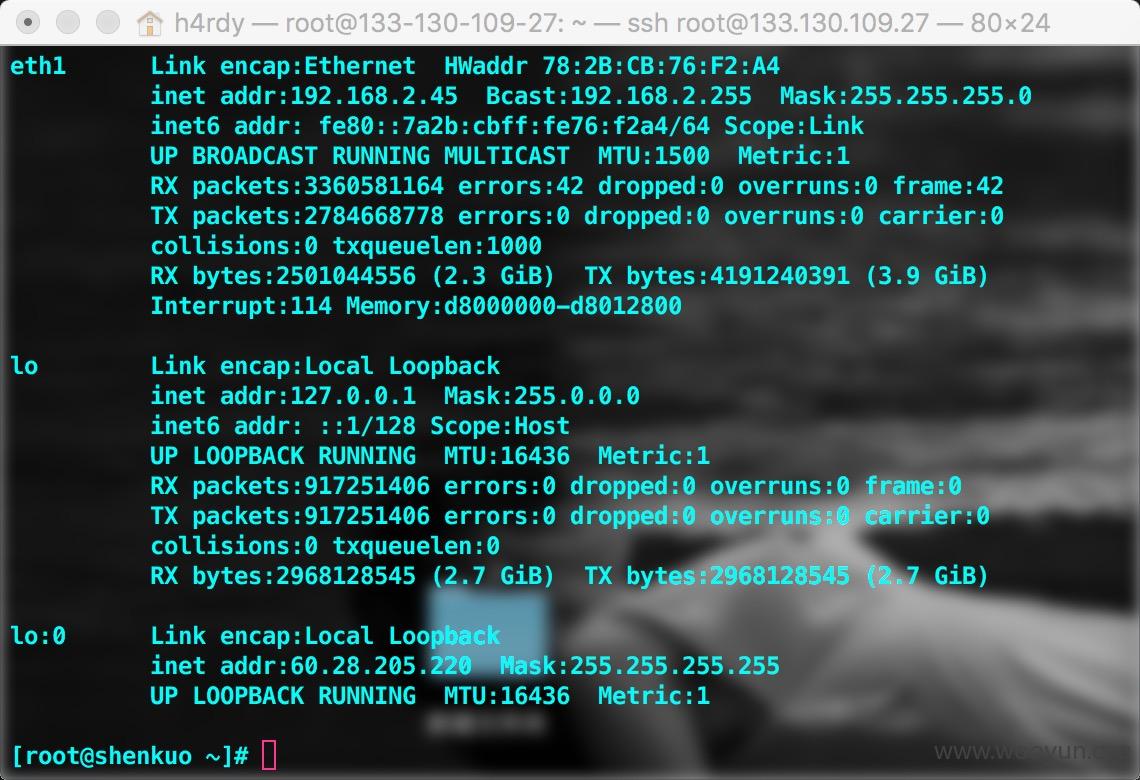 h4rdy — root@133-130-109-27: ~ — ssh root@133.130.109.27 — 80×24
eth1 Link encap:Ethernet HWaddr 78:2B:CB:76:F2:A4
inet addr:192.168.2.45 Bcast:192.168.2.255 Mask:255.255.255.0
inet6 addr: fe80::7a2b:cbff:fe76:f2a4/64 Scope:Link
UP BROADCAST RUNNING MULTICAST MTU:1500 Metric:1
RX packets:3360581164 errors:42 dropped:0 overruns:0 frame:42
TX packets:2784668778 errors:0 dropped:0 overruns:0 carrier:0
collisions:0 txqueuelen:1000
RX bytes:2501044556 (2.3 GiB) TX bytes:4191240391 (3.9 GiB)
Interrupt:114 Memory:d8000000-d8012800
lo Link encap:Local Loopback
inet addr:127.0.0.1 Mask:255.0.0.0
inet6 addr: ::1/128 Scope:Host
UP LOOPBACK RUNNING MTU:16436 Metric:1
RX packets:917251406 errors:0 dropped:0 overruns:0 frame:0
TX packets:917251406 errors:0 dropped:0 overruns:0 carrier:0
collisions:0 txqueuelen:0
RX bytes:2968128545 (2.7 GiB) TX bytes:2968128545 (2.7 GiB)
lo:0 Link encap:Local Loopback
inet addr:60.28.205.220 Mask:255.255.255.255
UP LOOPBACK RUNNING MTU:16436 Metric:1
[root@shenkuo ~]#